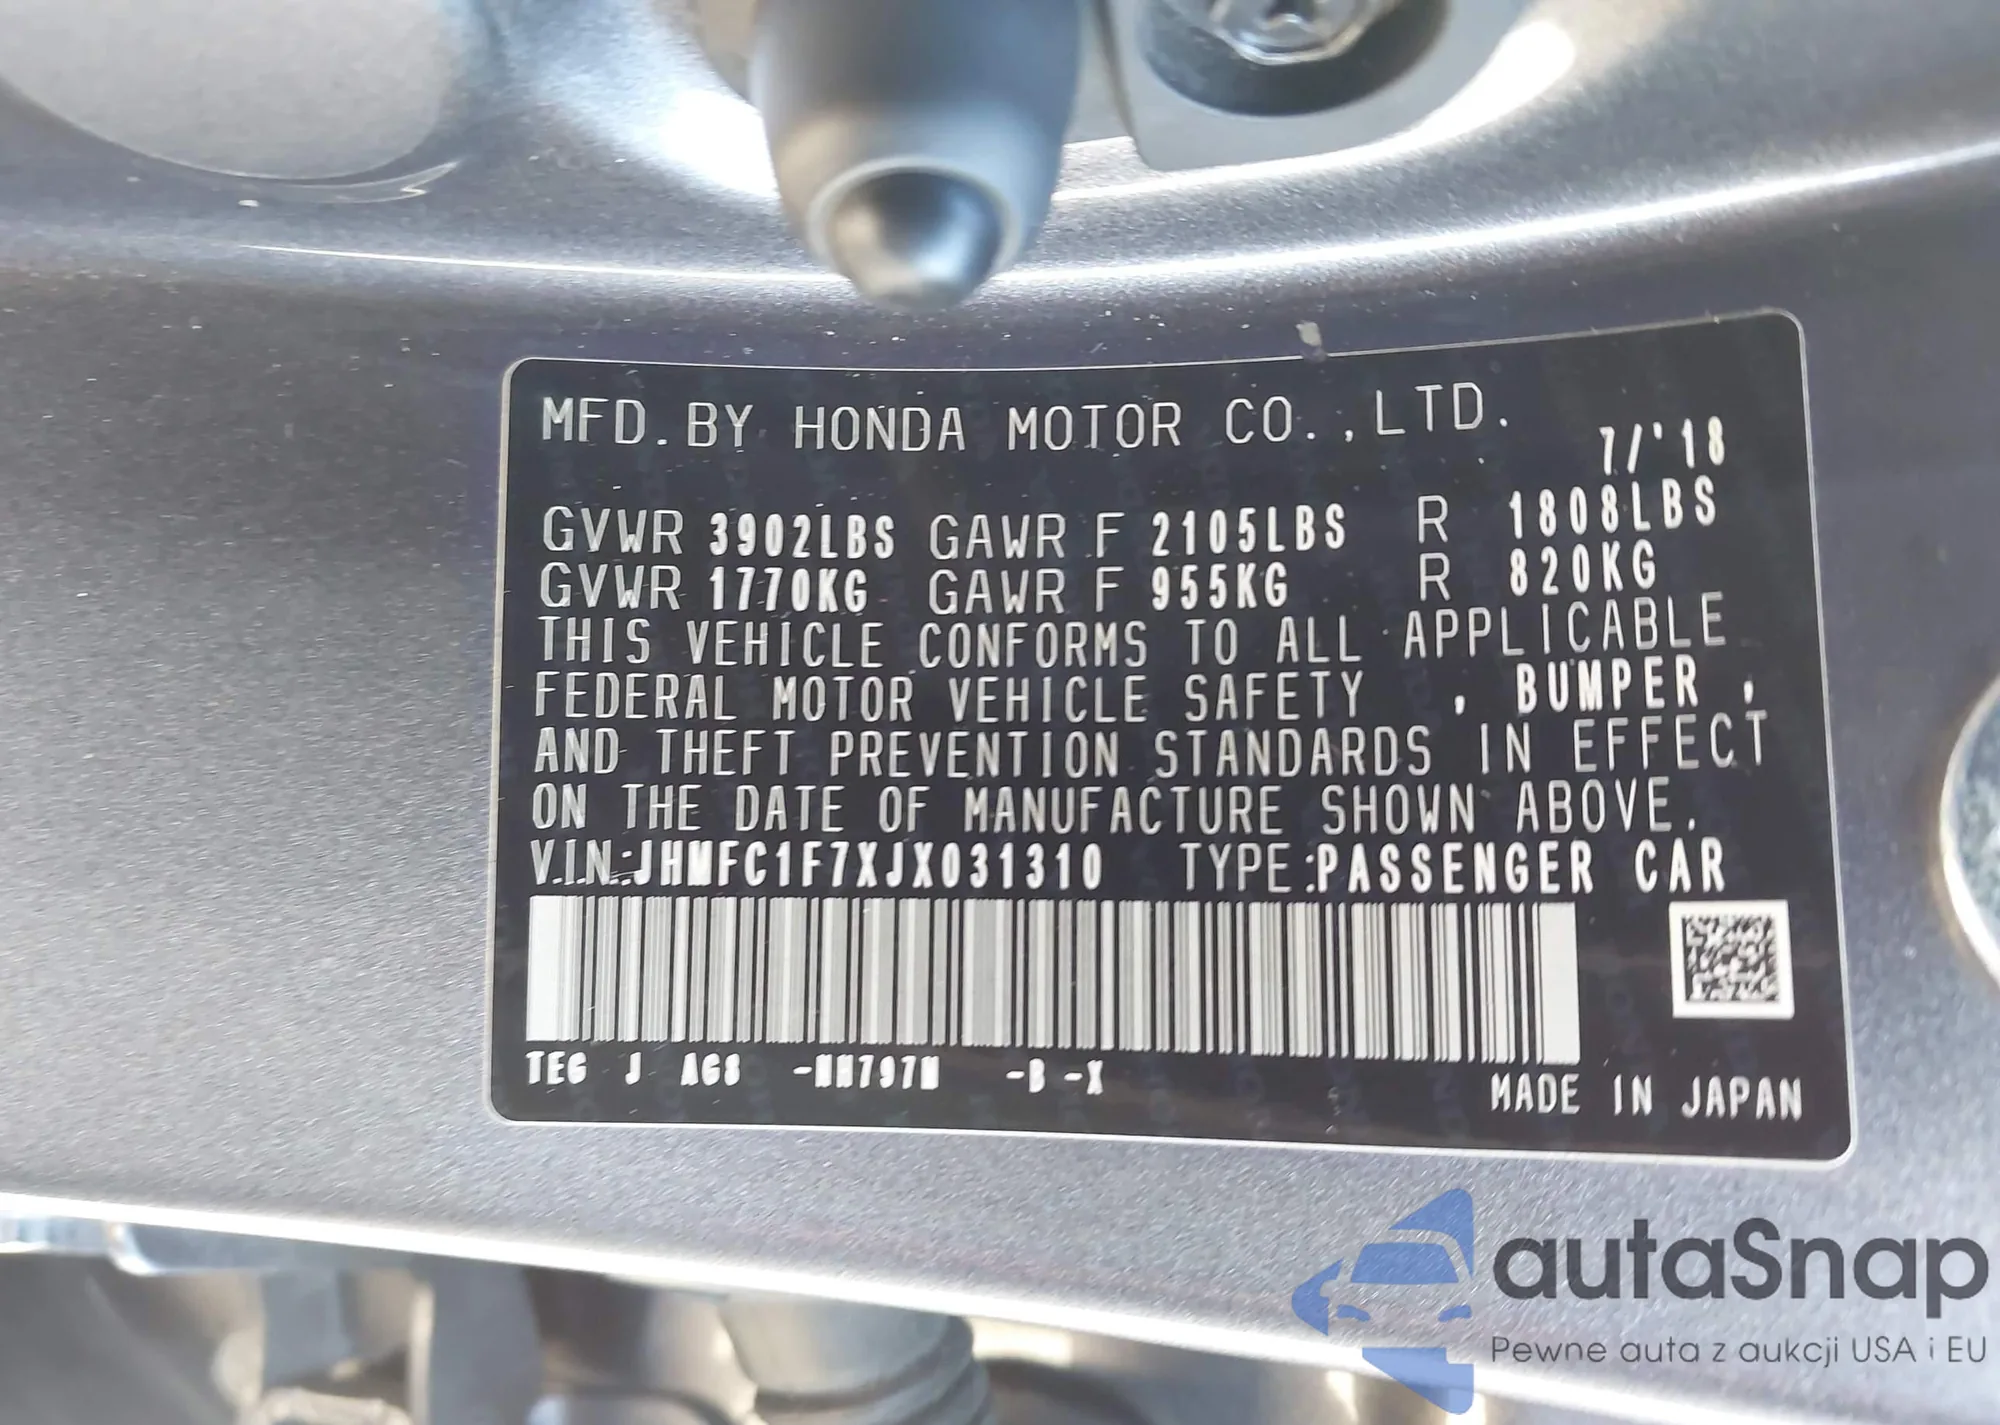 MFD. BY HONDA MOTOR CO., LTD.
7/'18
GVWR 3902LBS GAWR F 2105LBS R 1808LBS
GVWR 1770KG GAWR F 955KG R 820KG
THIS VEHICLE CONFORMS TO ALL APPLICABLE
FEDERAL MOTOR VEHICLE SAFETY , BUMPER ,
AND THEFT PREVENTION STANDARDS IN EFFECT
ON THE DATE OF MANUFACTURE SHOWN ABOVE.
V.I.N.:JHMFC1F7XJX031310 TYPE:PASSENGER CAR
TEG J AG8 -NH797M -B -X
MADE IN JAPAN
autaSnap
Pewne auta z aukcji USA i EU